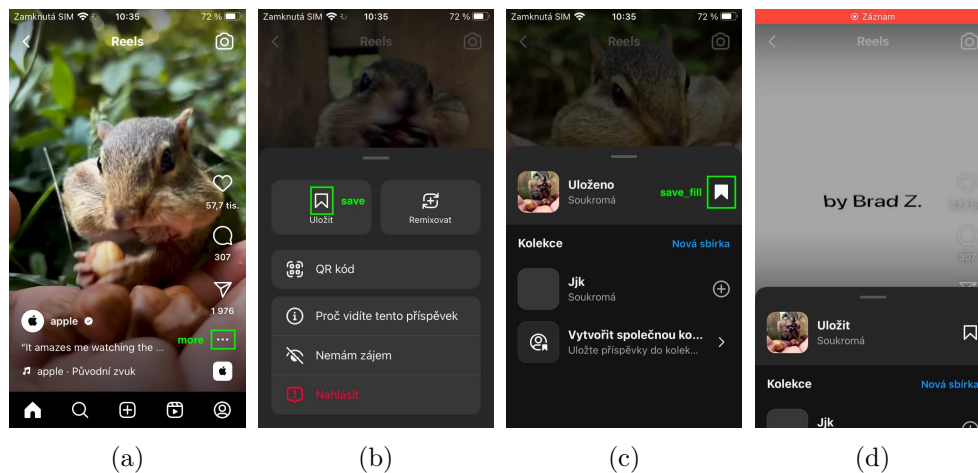 Zamknutá SIM 10:35 72 %
Reels
57,7 tis.
307
1 976
apple
more
“It amazes me watching the ...
apple · Původní zvuk
(a)
Zamknutá SIM 10:35 72 %
Reels
save
Uložit
Remixovat
QR kód
Proč vidíte tento příspěvek
Nemám zájem
Nahlásit
(b)
Zamknutá SIM 10:35 72 %
Reels
Uloženo
Soukromá
save_fill
Kolekce
Nová sbírka
Jjk
Soukromá
Vytvořit společnou ko...
Uložte příspěvky do kolek...
(c)
Záznam
Reels
by Brad Z.
307
Uložit
Soukromá
Kolekce
Nová sbírka
Jjk
(d)